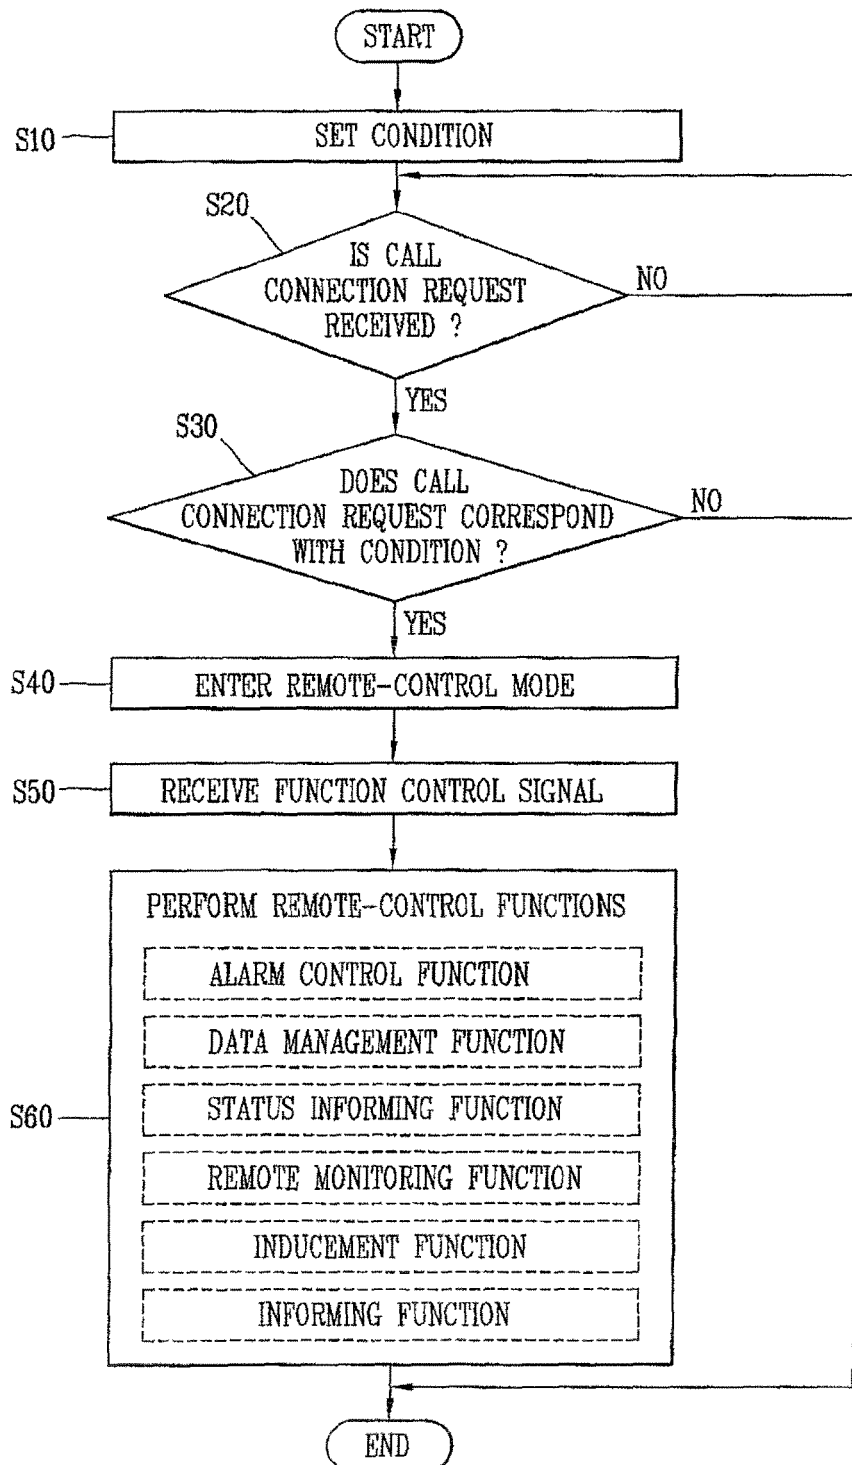 START
S10
SET CONDITION
S20
IS CALL
CONNECTION REQUEST
RECEIVED ?
NO
YES
S30
DOES CALL
CONNECTION REQUEST CORRESPOND
WITH CONDITION ?
NO
YES
S40
ENTER REMOTE-CONTROL MODE
S50
RECEIVE FUNCTION CONTROL SIGNAL
PERFORM REMOTE-CONTROL FUNCTIONS
ALARM CONTROL FUNCTION
DATA MANAGEMENT FUNCTION
S60
STATUS INFORMING FUNCTION
REMOTE MONITORING FUNCTION
INDUCEMENT FUNCTION
INFORMING FUNCTION
END